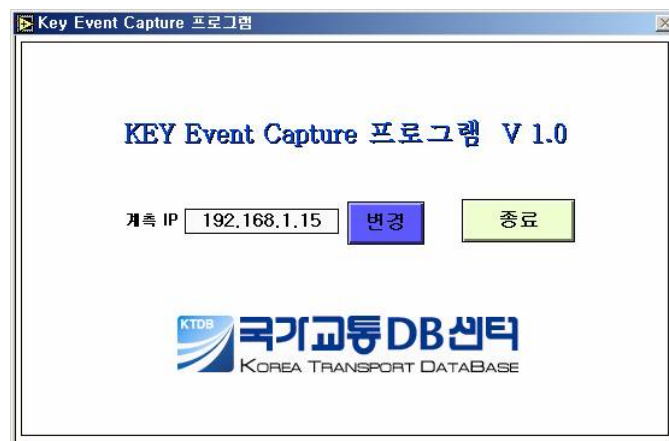 Key Event Capture 프로그램
KEY Event Capture 프로그램 V 1.0
계측 IP 192.168.1.15 변경 종료
KTDB 국가교통DB센터
KOREA TRANSPORT DATABASE